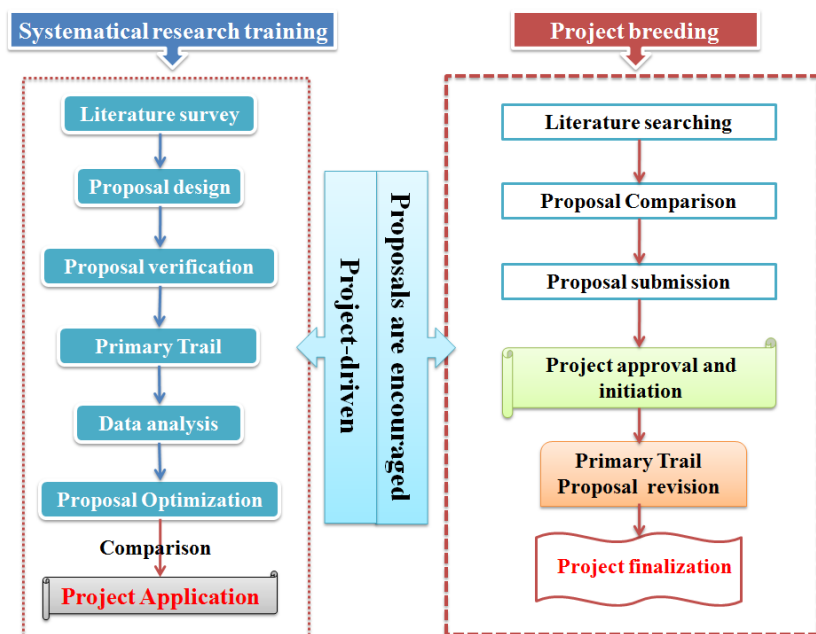 Systematical research training
Literature survey
Proposal design
Proposal verification
Primary Trail
Data analysis
Proposal Optimization
Comparison
Project Application
Project-driven
Proposals are encouraged
Project breeding
Literature searching
Proposal Comparison
Proposal submission
Project approval and
initiation
Primary Trail
Proposal revision
Project finalization